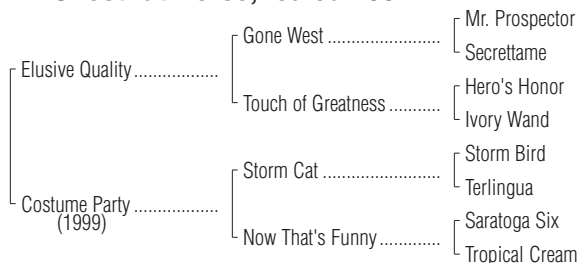 Mr. Prospector
Gone West
Secrettame
Elusive Quality
Hero's Honor
Touch of Greatness
Ivory Wand
Storm Bird
Storm Cat
Terlingua
Costume Party
(1999)
Saratoga Six
Now That's Funny
Tropical Cream